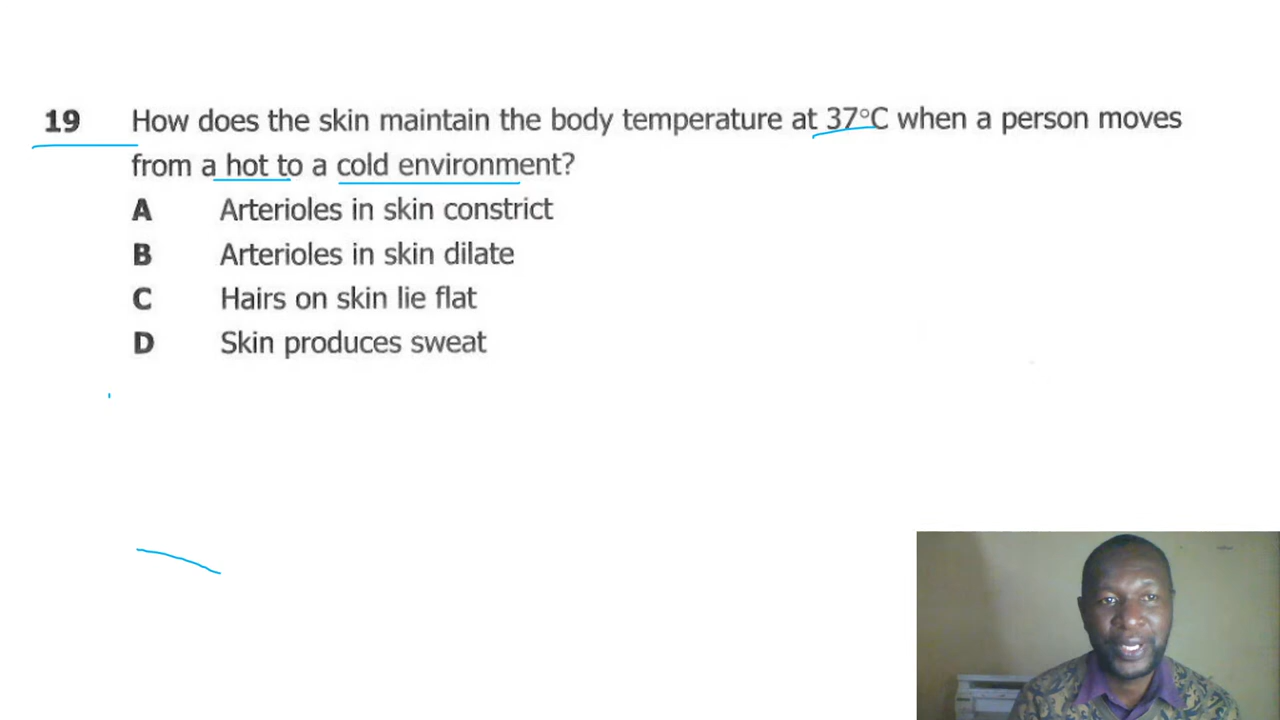 19 How does the skin maintain the body temperature at 37°C when a person moves
from a hot to a cold environment?
A Arterioles in skin constrict
B Arterioles in skin dilate
C Hairs on skin lie flat
D Skin produces sweat